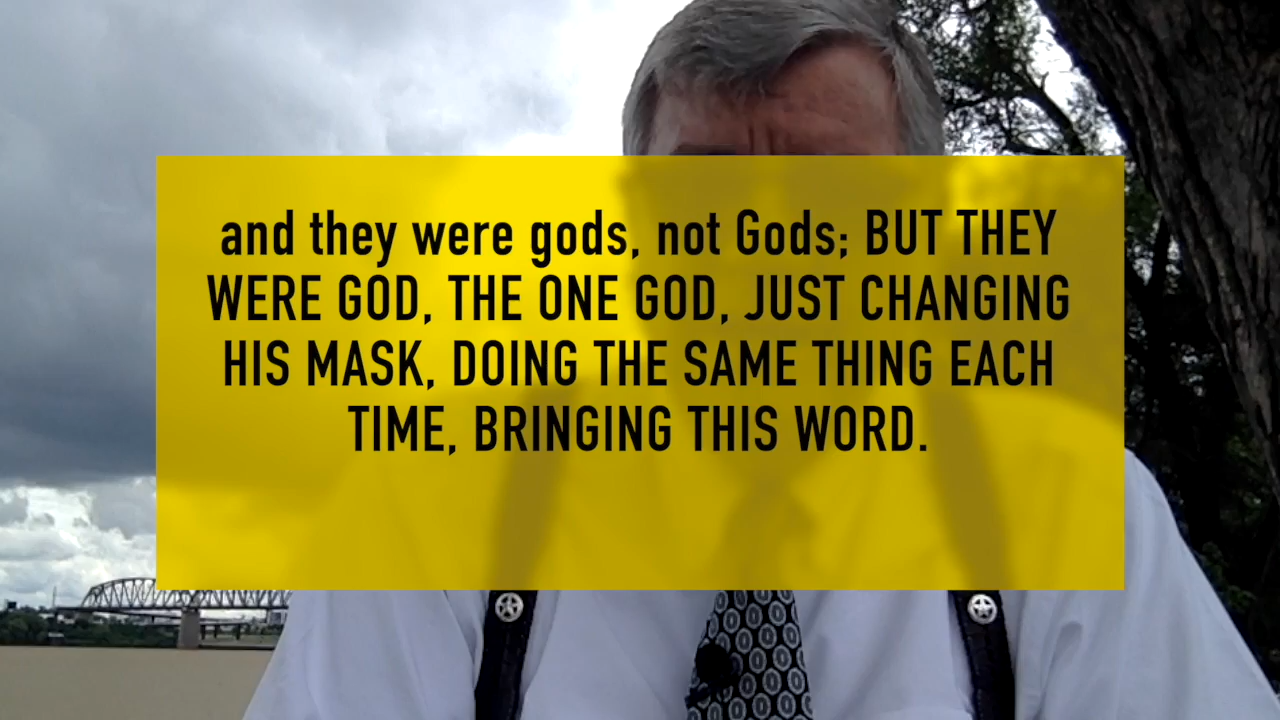 and they were gods, not Gods; BUT THEY
WERE GOD, THE ONE GOD, JUST CHANGING
HIS MASK, DOING THE SAME THING EACH
TIME, BRINGING THIS WORD.